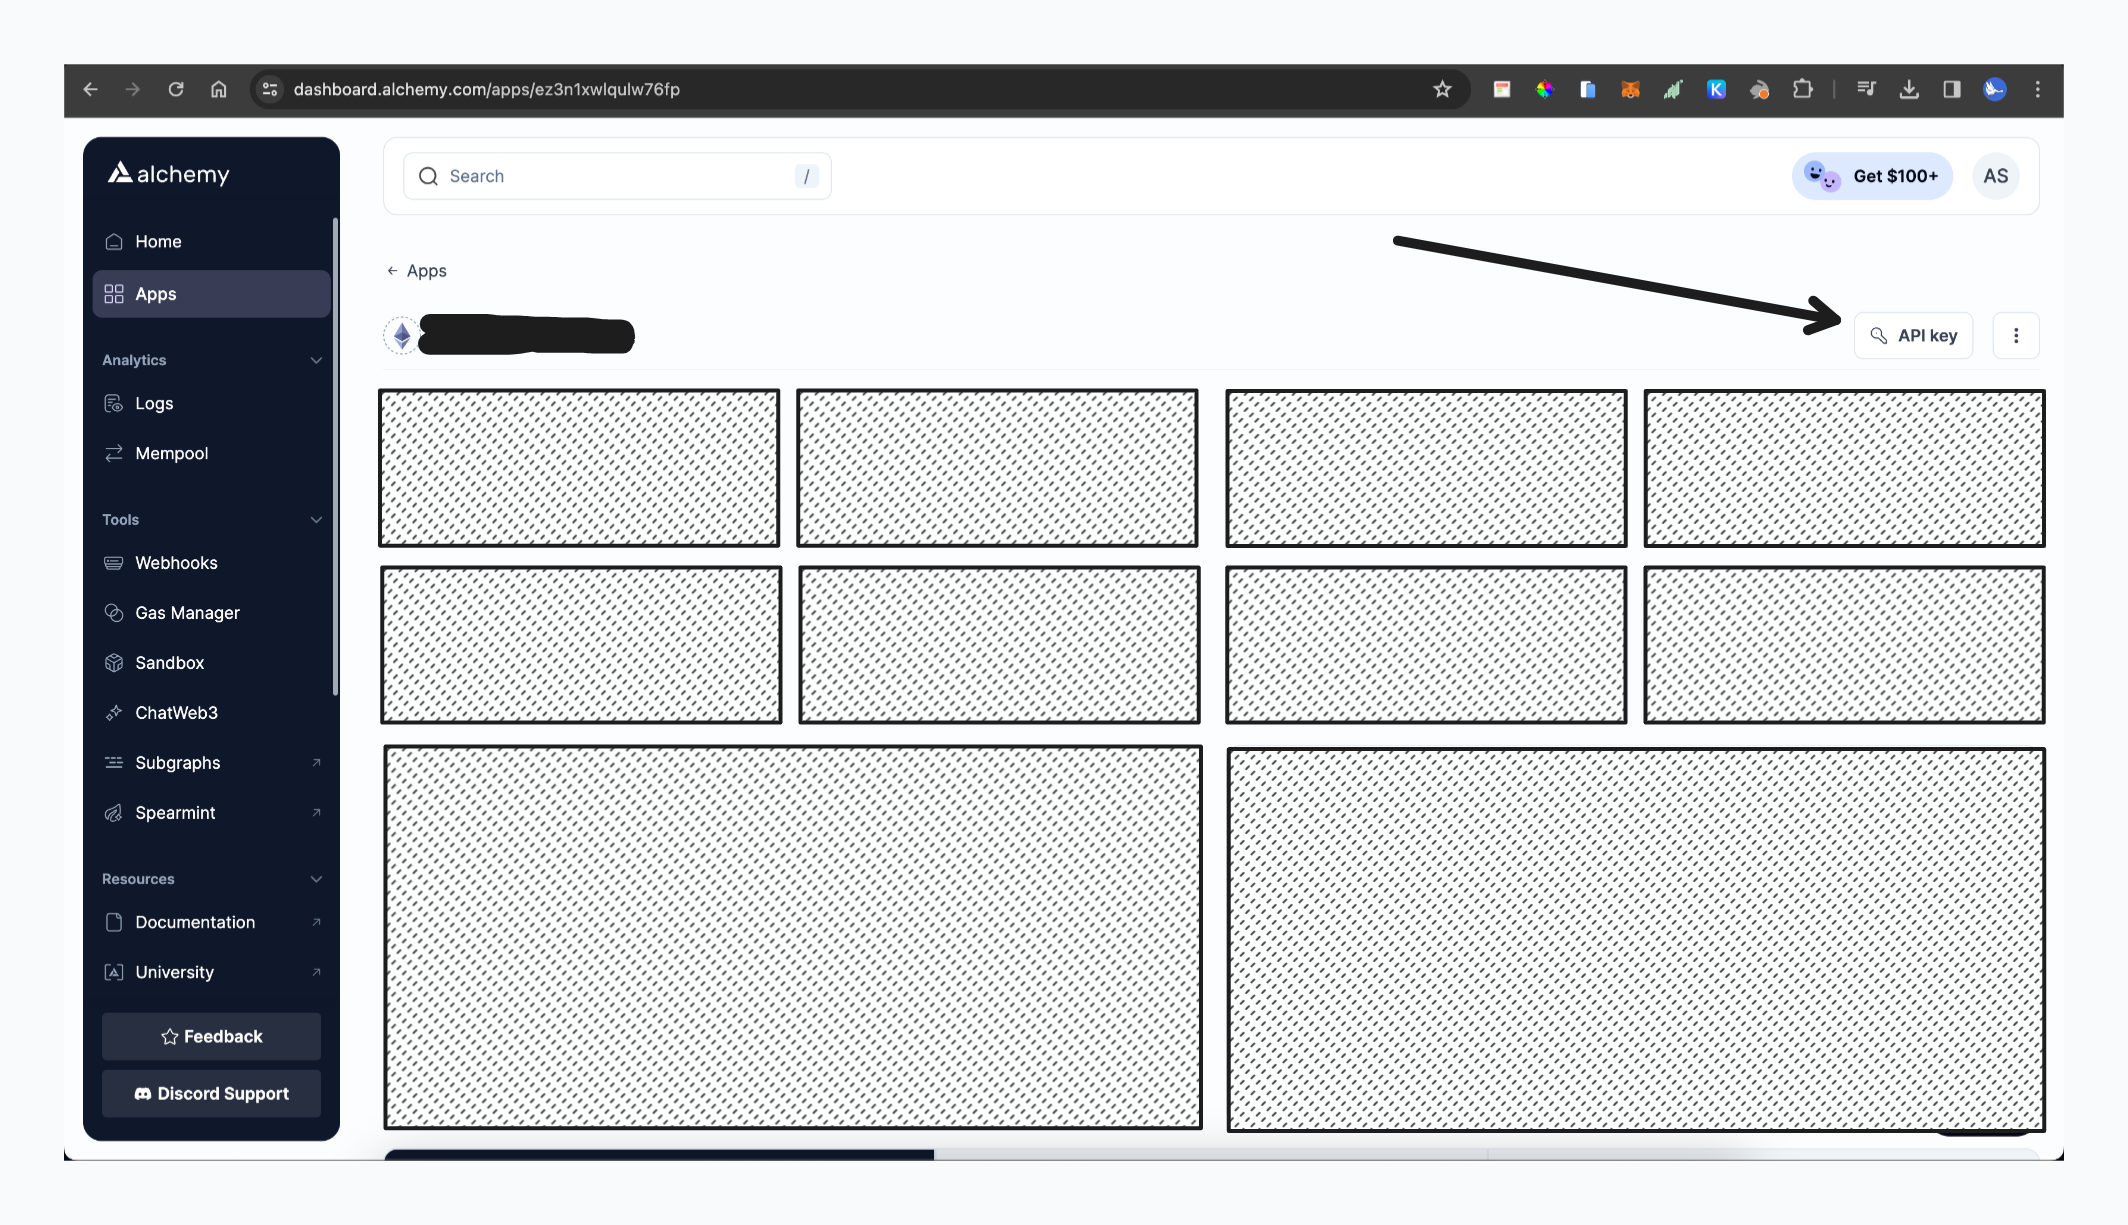 dashboard.alchemy.com/apps/ez3n1xwlqulw76fp
K
alchemy
Search
/
Get $100+
AS
Home
Apps
Analytics
Logs
Mempool
Tools
Webhooks
Gas Manager
Sandbox
ChatWeb3
Subgraphs
Spearmint
Resources
Documentation
University
Feedback
Discord Support
← Apps
API key